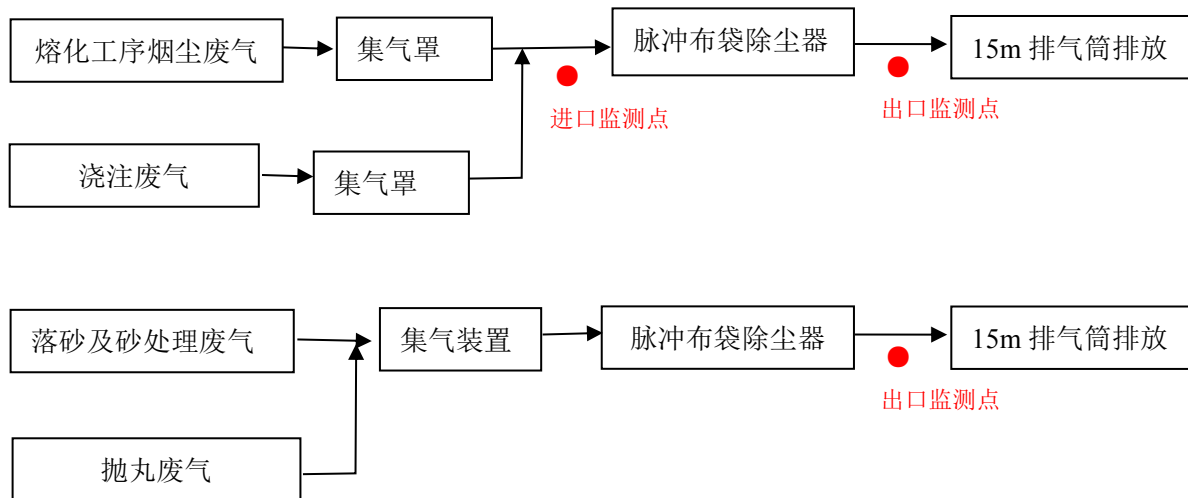 熔化工序烟尘废气
集气罩
脉冲布袋除尘器
15m 排气筒排放
进口监测点
出口监测点
浇注废气
集气罩
落砂及砂处理废气
集气装置
脉冲布袋除尘器
15m 排气筒排放
出口监测点
抛丸废气